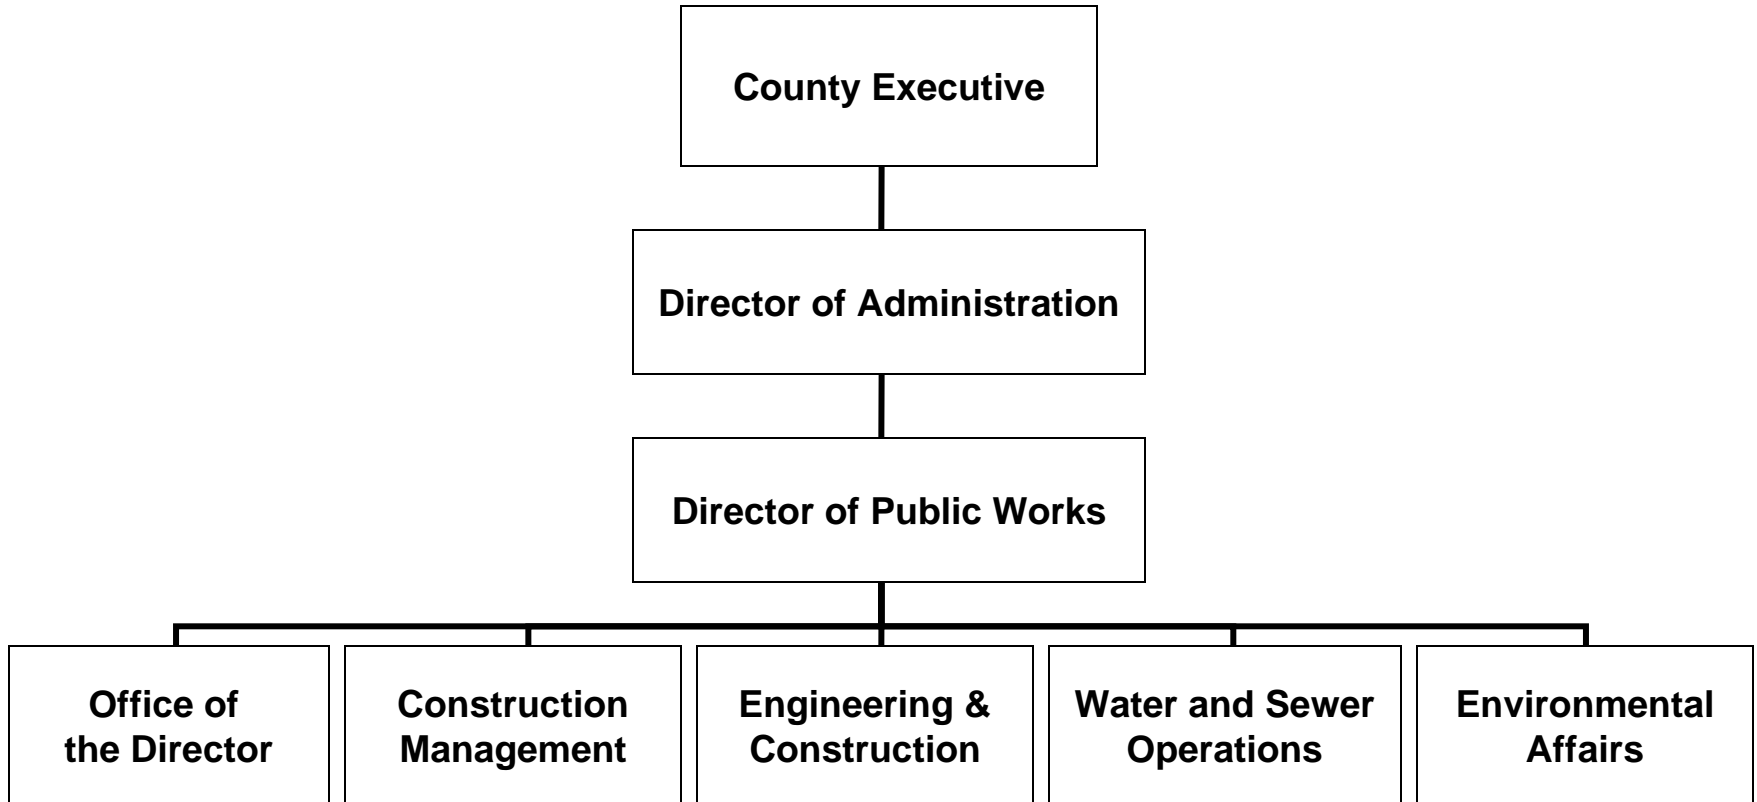 County Executive
Director of Administration
Director of Public Works
Office of
the Director
Construction
Management
Engineering &
Construction
Water and Sewer
Operations
Environmental
Affairs